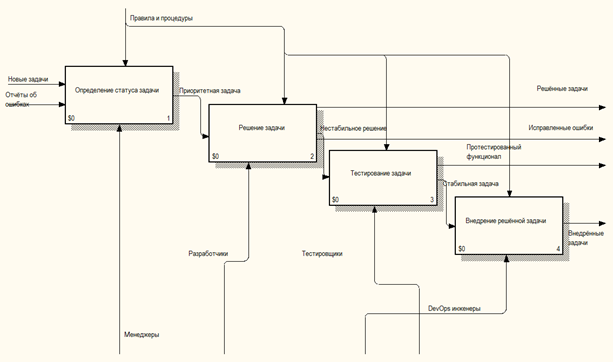 Правила и процедуры
Новые задачи
Отчёты об
ошибках
Определение статуса задачи
$0
1
Приоритетная задача
Решённые задачи
Решение задачи
$0
2
Нестабильное решение
Исправленные ошибки
Протестированный
функционал
Тестирование задачи
$0
3
Стабильная задача
Внедрение решённой задачи
$0
4
Внедрённые
задачи
Разработчики
Тестировщики
DevOps инженеры
Менеджеры